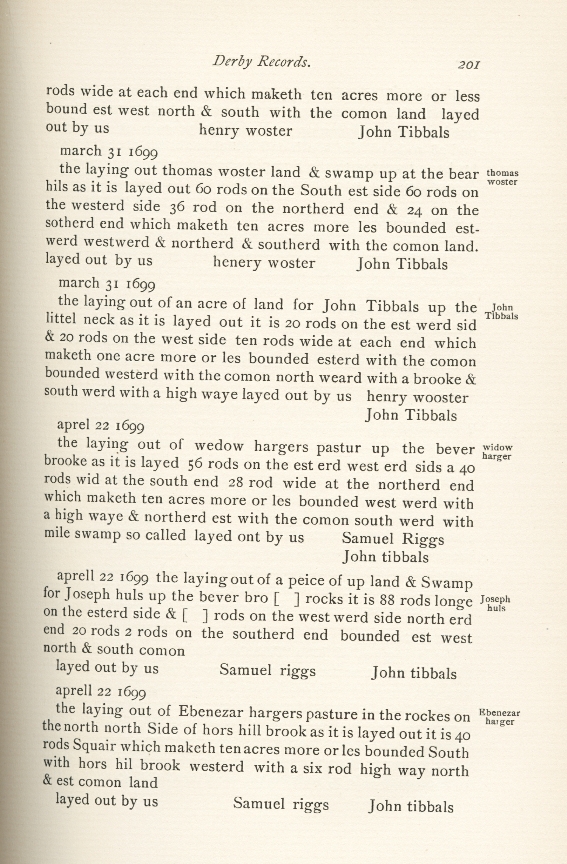 Derby Records. 201
rods wide at each end which maketh ten acres more or less
bound est west north & south with the comon land layed
out by us henry woster John Tibbals
march 31 1699
the laying out thomas woster land & swamp up at the bear
hils as it is layed out 60 rods on the South est side 60 rods on
the westerd side 36 rod on the northerd end & 24 on the
sotherd end which maketh ten acres more les bounded est-
werd westwerd & northerd & southerd with the comon land.
layed out by us henery woster John Tibbals
thomas
woster
march 31 1699
the laying out of an acre of land for John Tibbals up the
littel neck as it is layed out it is 20 rods on the est werd sid
& 20 rods on the west side ten rods wide at each end which
maketh one acre more or les bounded esterd with the comon
bounded westerd with the comon north weard with a brooke &
south werd with a high waye layed out by us henry wooster
John Tibbals
John
Tibbals
aprel 22 1699
the laying out of wedow hargers pastur up the bever
brooke as it is layed 56 rods on the est erd west erd sids a 40
rods wid at the south end 28 rod wide at the northerd end
which maketh ten acres more or les bounded west werd with
a high waye & northerd est with the comon south werd with
mile swamp so called layed ont by us Samuel Riggs
John tibbals
widow
harger
aprell 22 1699 the laying out of a peice of up land & Swamp
for Joseph huls up the bever bro [ ] rocks it is 88 rods longe
on the esterd side & [ ] rods on the west werd side north erd
end 20 rods 2 rods on the southerd end bounded est west
north & south comon
layed out by us Samuel riggs John tibbals
Joseph
huls
aprell 22 1699
the laying out of Ebenezar hargers pasture in the rockes on
the north north Side of hors hill brook as it is layed out it is 40
rods Squair which maketh ten acres more or les bounded South
with hors hil brook westerd with a six rod high way north
& est comon land
layed out by us Samuel riggs John tibbals
Ebenezar
harger